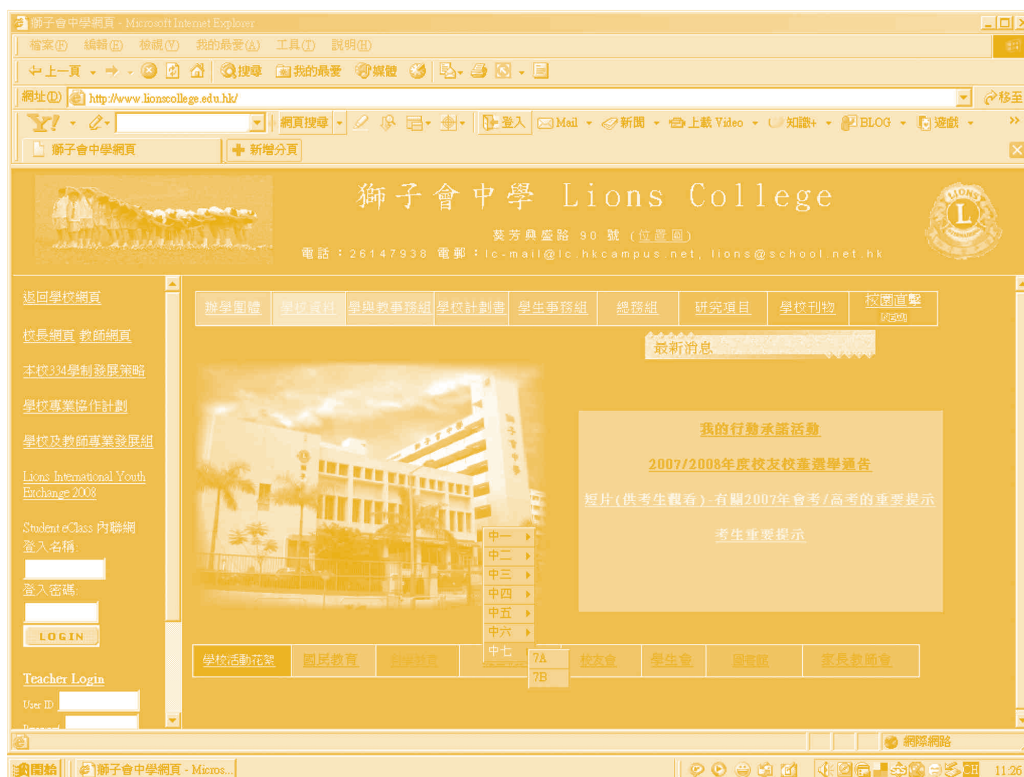 獅子會中學網頁 - Microsoft Internet Explorer
檔案(F) 編輯(E) 檢視(V) 我的最愛(A) 工具(T) 說明(H)
上一頁 搜尋 我的最愛 媒體
網址(D) http://www.lionscollege.edu.hk/ 移至
Y! 網頁搜尋 登入 Mail 新聞 上載 Video 知識+ BLOG 遊戲 »
獅子會中學網頁 新增分頁
獅子會中學 Lions College
葵芳興盛路 90 號 (位置圖)
電話：26147938 電郵：lc-mail@lc.hkcampus.net, lions@school.net.hk
返回學校網頁
校長網頁 教師網頁
本校334學制發展策略
學校專業協作計劃
學校及教師專業發展組
Lions International Youth
Exchange 2008
Student eClass 內聯網
登入名稱:
登入密碼:
LOGIN
Teacher Login
User ID
辦學團體 學校資料 學與教事務組 學校計劃書 學生事務組 總務組 研究項目 學校刊物 校園直擊
NEW
最新消息
LIONS
L
獅子會中學
我的行動承諾活動
2007/2008年度校友校董選舉通告
短片(供考生觀看)-有關2007年會考/高考的重要提示
考生重要提示
中一
中二
中三
中四
中五
中六
中七
7A
7B
學校活動花絮 國民教育 校友會 學生會 圖書館 家長教師會
網際網路
開始 獅子會中學網頁 - Micros... CH 11:26